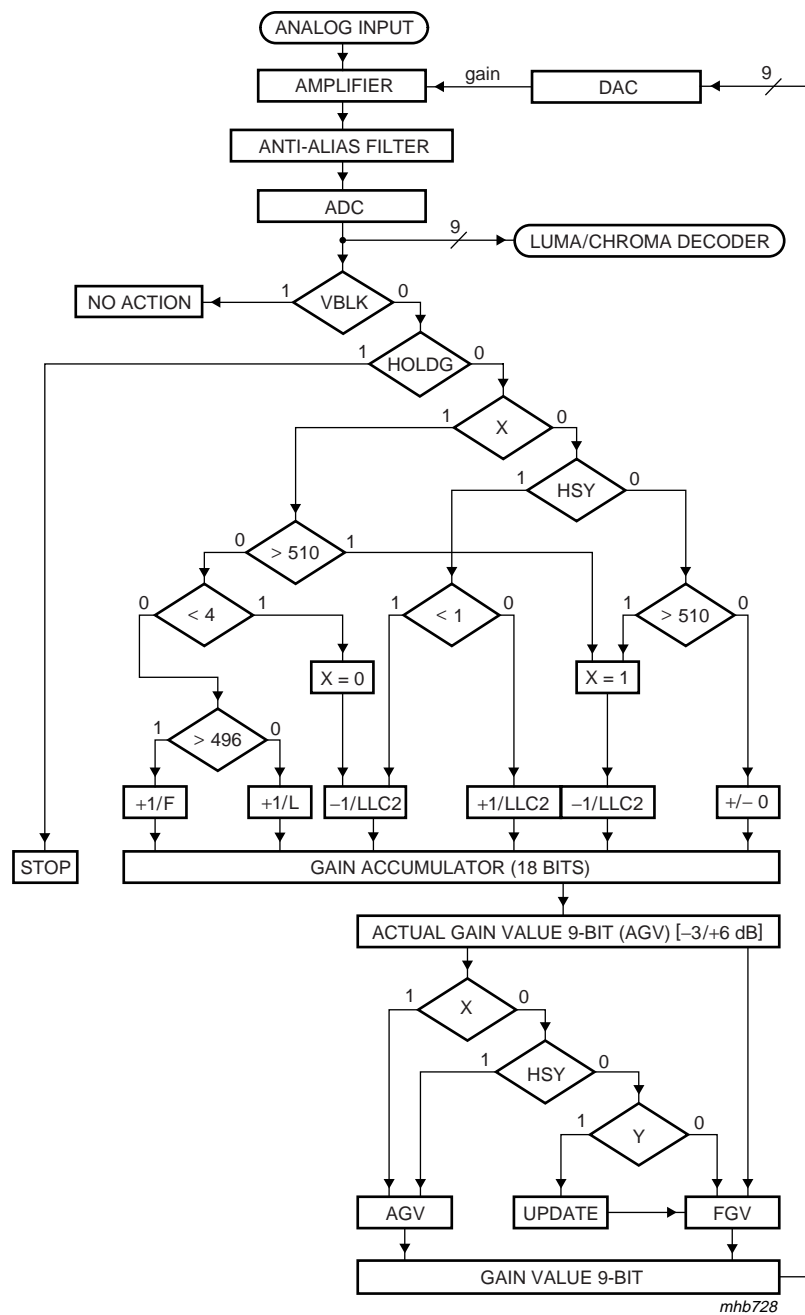 ANALOG INPUT
AMPLIFIER
gain
DAC
9
ANTI-ALIAS FILTER
ADC
9
LUMA/CHROMA DECODER
NO ACTION
1
VBLK
0
1
HOLDG
0
1
X
0
1
HSY
0
0
> 510
1
0
< 4
1
1
< 1
0
1
> 510
0
X = 0
X = 1
1
> 496
0
+1/F
+1/L
−1/LLC2
+1/LLC2
−1/LLC2
+/− 0
STOP
GAIN ACCUMULATOR (18 BITS)
ACTUAL GAIN VALUE 9-BIT (AGV) [−3/+6 dB]
1
X
0
1
HSY
0
1
Y
0
AGV
UPDATE
FGV
GAIN VALUE 9-BIT
mhb728